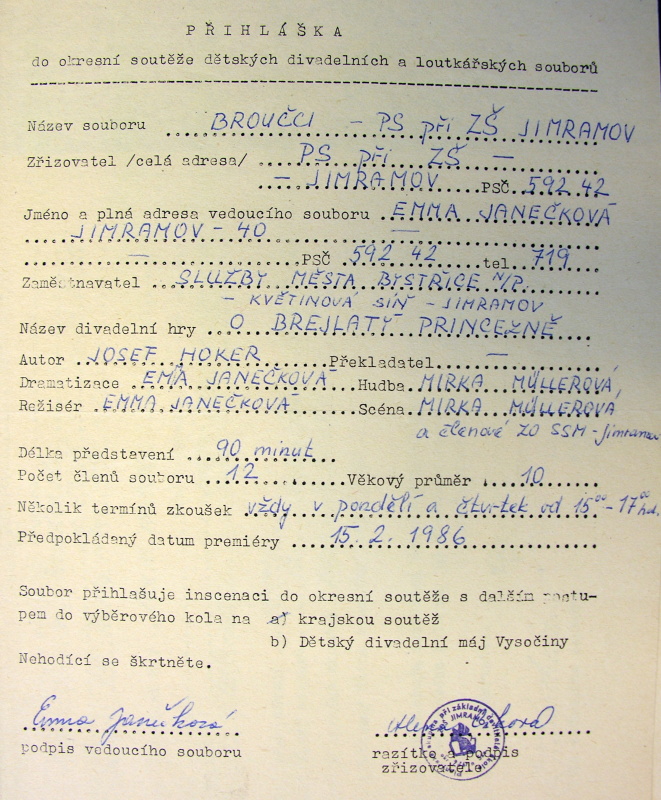 PŘIHLÁŠKA
do okresní soutěže dětských divadelních a loutkářských souborů
Název souboru BROUČCI - PS při ZŠ JIMRAMOV
Zřizovatel /celá adresa/ PS při ZŠ -
- JIMRAMOV PSČ 592 42
Jméno a plná adresa vedoucího souboru EMMA JANEČKOVÁ
JIMRAMOV - 40 -
- PSČ 592 42 tel 719
Zaměstnavatel SLUŽBY MĚSTA BYSTŘICE N/P.
- KVĚTINOVÁ SÍŇ - JIMRAMOV
Název divadelní hry O BREJLATÝ PRINCEZNĚ
Autor JOSEF HOKER Překladatel -
Dramatizace EMA JANEČKOVÁ Hudba MIRKA MÜLLEROVÁ,
Režisér EMMA JANEČKOVÁ Scéna MIRKA MÜLLEROVÁ
a členové ZO SSM - Jimramov
Délka představení 90 minut
Počet členů souboru 12 Věkový průměr 10
Několik termínů zkoušek vždy v pondělí a čtvrtek od 1500 - 1700 hod.
Předpokládaný datum premiéry 15. 2. 1986
Soubor přihlašuje inscenaci do okresní soutěže s dalším postu-
pem do výběrového kola na a) krajskou soutěž
b) Dětský divadelní máj Vysočiny
Nehodící se škrtněte.
Emma Janečková
podpis vedoucího souboru razítko a podpis
zřizovatele